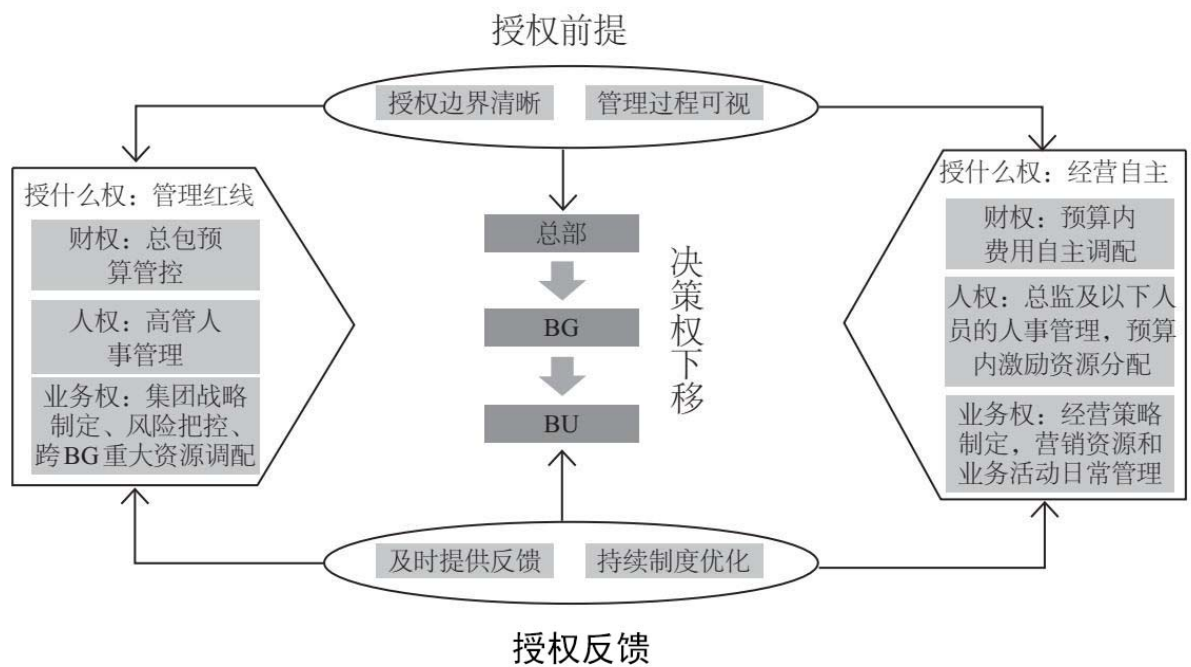 授权前提
授权边界清晰
管理过程可视
授什么权：管理红线
财权：总包预
算管控
人权：高管人
事管理
业务权：集团战略
制定、风险把控、
跨BG重大资源调配
总部
BG
BU
决策权下移
授什么权：经营自主
财权：预算内
费用自主调配
人权：总监及以下人
员的人事管理，预算
内激励资源分配
业务权：经营策略
制定，营销资源和
业务活动日常管理
及时提供反馈
持续制度优化
授权反馈